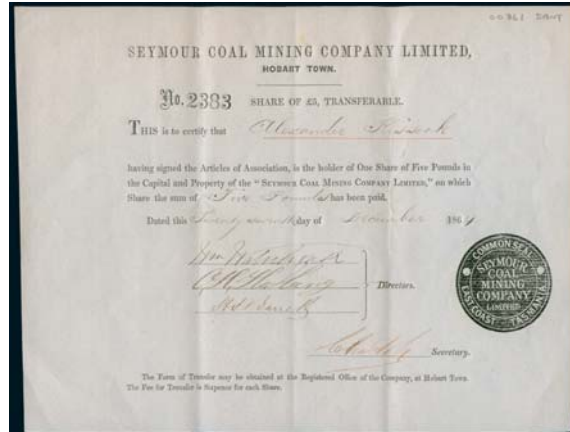 SEYMOUR COAL MINING COMPANY LIMITED,
HOBART TOWN.
No. 2383 SHARE OF £5, TRANSFERABLE.
THIS is to certify that Alexander
having signed the Articles of Association, is the holder of One Share of Five Pounds in
the Capital and Property of the "SEYMOUR COAL MINING COMPANY LIMITED," on which
Share the sum of Five Pounds has been paid.
Dated this Twenty seventh day of December 1864
Directors.
COMMON SEAL
SEYMOUR
COAL
MINING
COMPANY
LIMITED
EAST COAST TASMANIA
Secretary.
The Form of Transfer may be obtained at the Registered Office of the Company, at Hobart Town.
The Fee for Transfer is Sixpence for each Share.